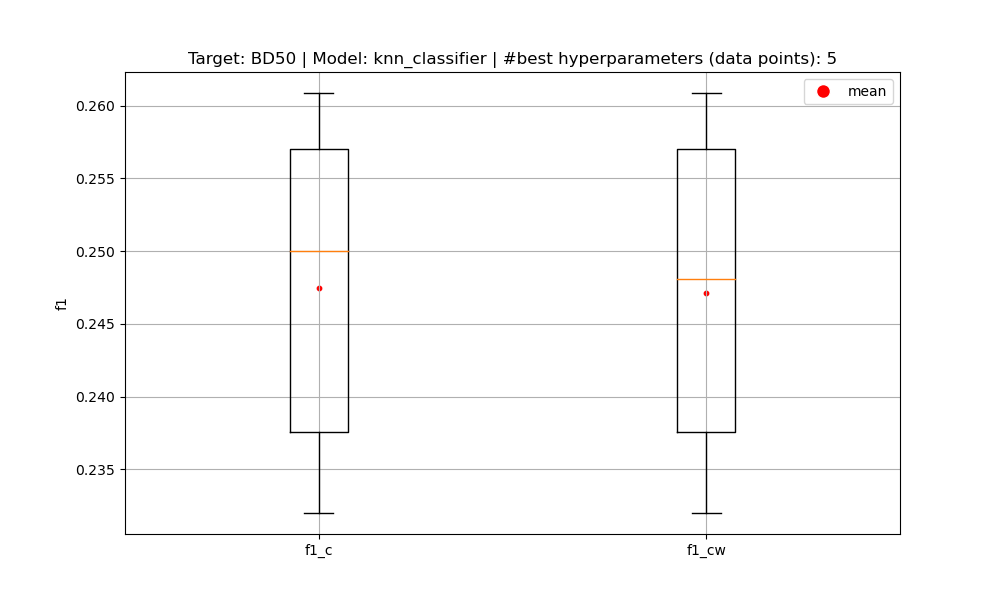 Target: BD50 | Model: knn_classifier | #best hyperparameters (data points): 5
mean
0.260
0.255
0.250
0.245
0.240
0.235
f1
f1_c
f1_cw